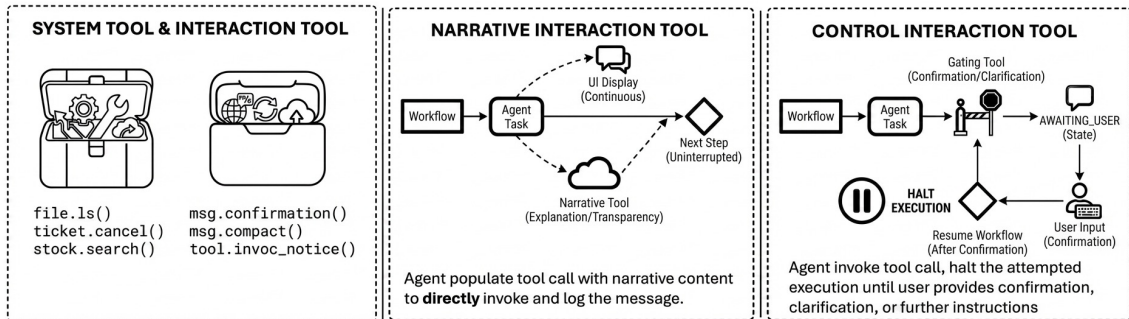 SYSTEM TOOL & INTERACTION TOOL
file.ls()
ticket.cancel()
stock.search()
msg.confirmation()
msg.compact()
tool.invoc_notice()
NARRATIVE INTERACTION TOOL
UI Display
(Continuous)
Workflow
Agent
Task
Next Step
(Uninterrupted)
Narrative Tool
(Explanation/Transparency)
Agent populate tool call with narrative content
to directly invoke and log the message.
CONTROL INTERACTION TOOL
Gating Tool
(Confirmation/Clarification)
Workflow
Agent
Task
AWAITING_USER
(State)
HALT
EXECUTION
Resume Workflow
(After Confirmation)
User Input
(Confirmation)
Agent invoke tool call, halt the attempted
execution until user provides confirmation,
clarification, or further instructions